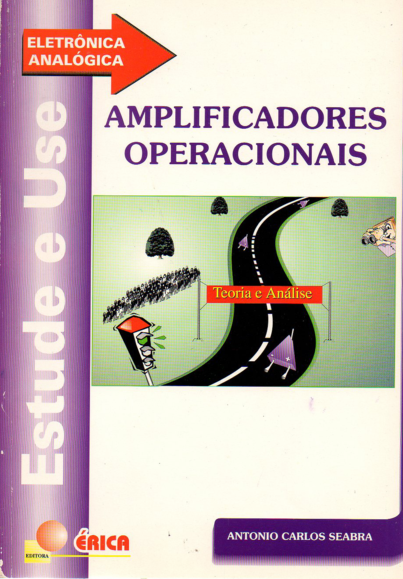 ELETRÔNICA
ANALÓGICA
Estude e Use
AMPLIFICADORES
OPERACIONAIS
Teoria e Análise
EDITORA
ÉRICA
ANTONIO CARLOS SEABRA